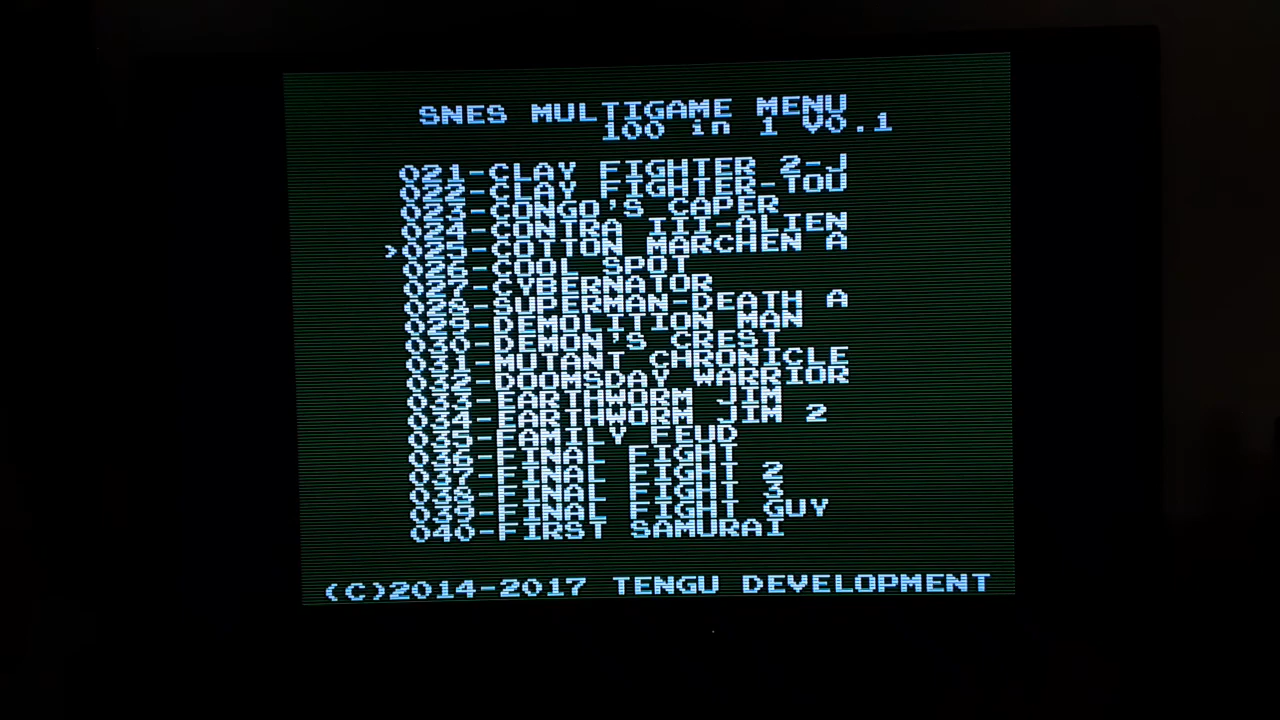 SNES MULTIGAME MENU
100 in 1 V0.1
021-CLAY FIGHTER 2-J
022-CLAY FIGHTER-TOU
023-CONGO'S CAPER
024-CONTRA III-ALIEN
>025-COTTON MARCHEN A
026-COOL SPOT
027-CYBERNATOR
028-SUPERMAN-DEATH A
029-DEMOLITION MAN
030-DEMON'S CREST
031-MUTANT CHRONICLE
032-DOOMSDAY WARRIOR
033-EARTHWORM JIM
034-EARTHWORM JIM 2
035-FAMILY FEUD
036-FINAL FIGHT
037-FINAL FIGHT 2
038-FINAL FIGHT 3
039-FINAL FIGHT GUY
040-FIRST SAMURAI
(C)2014-2017 TENGU DEVELOPMENT